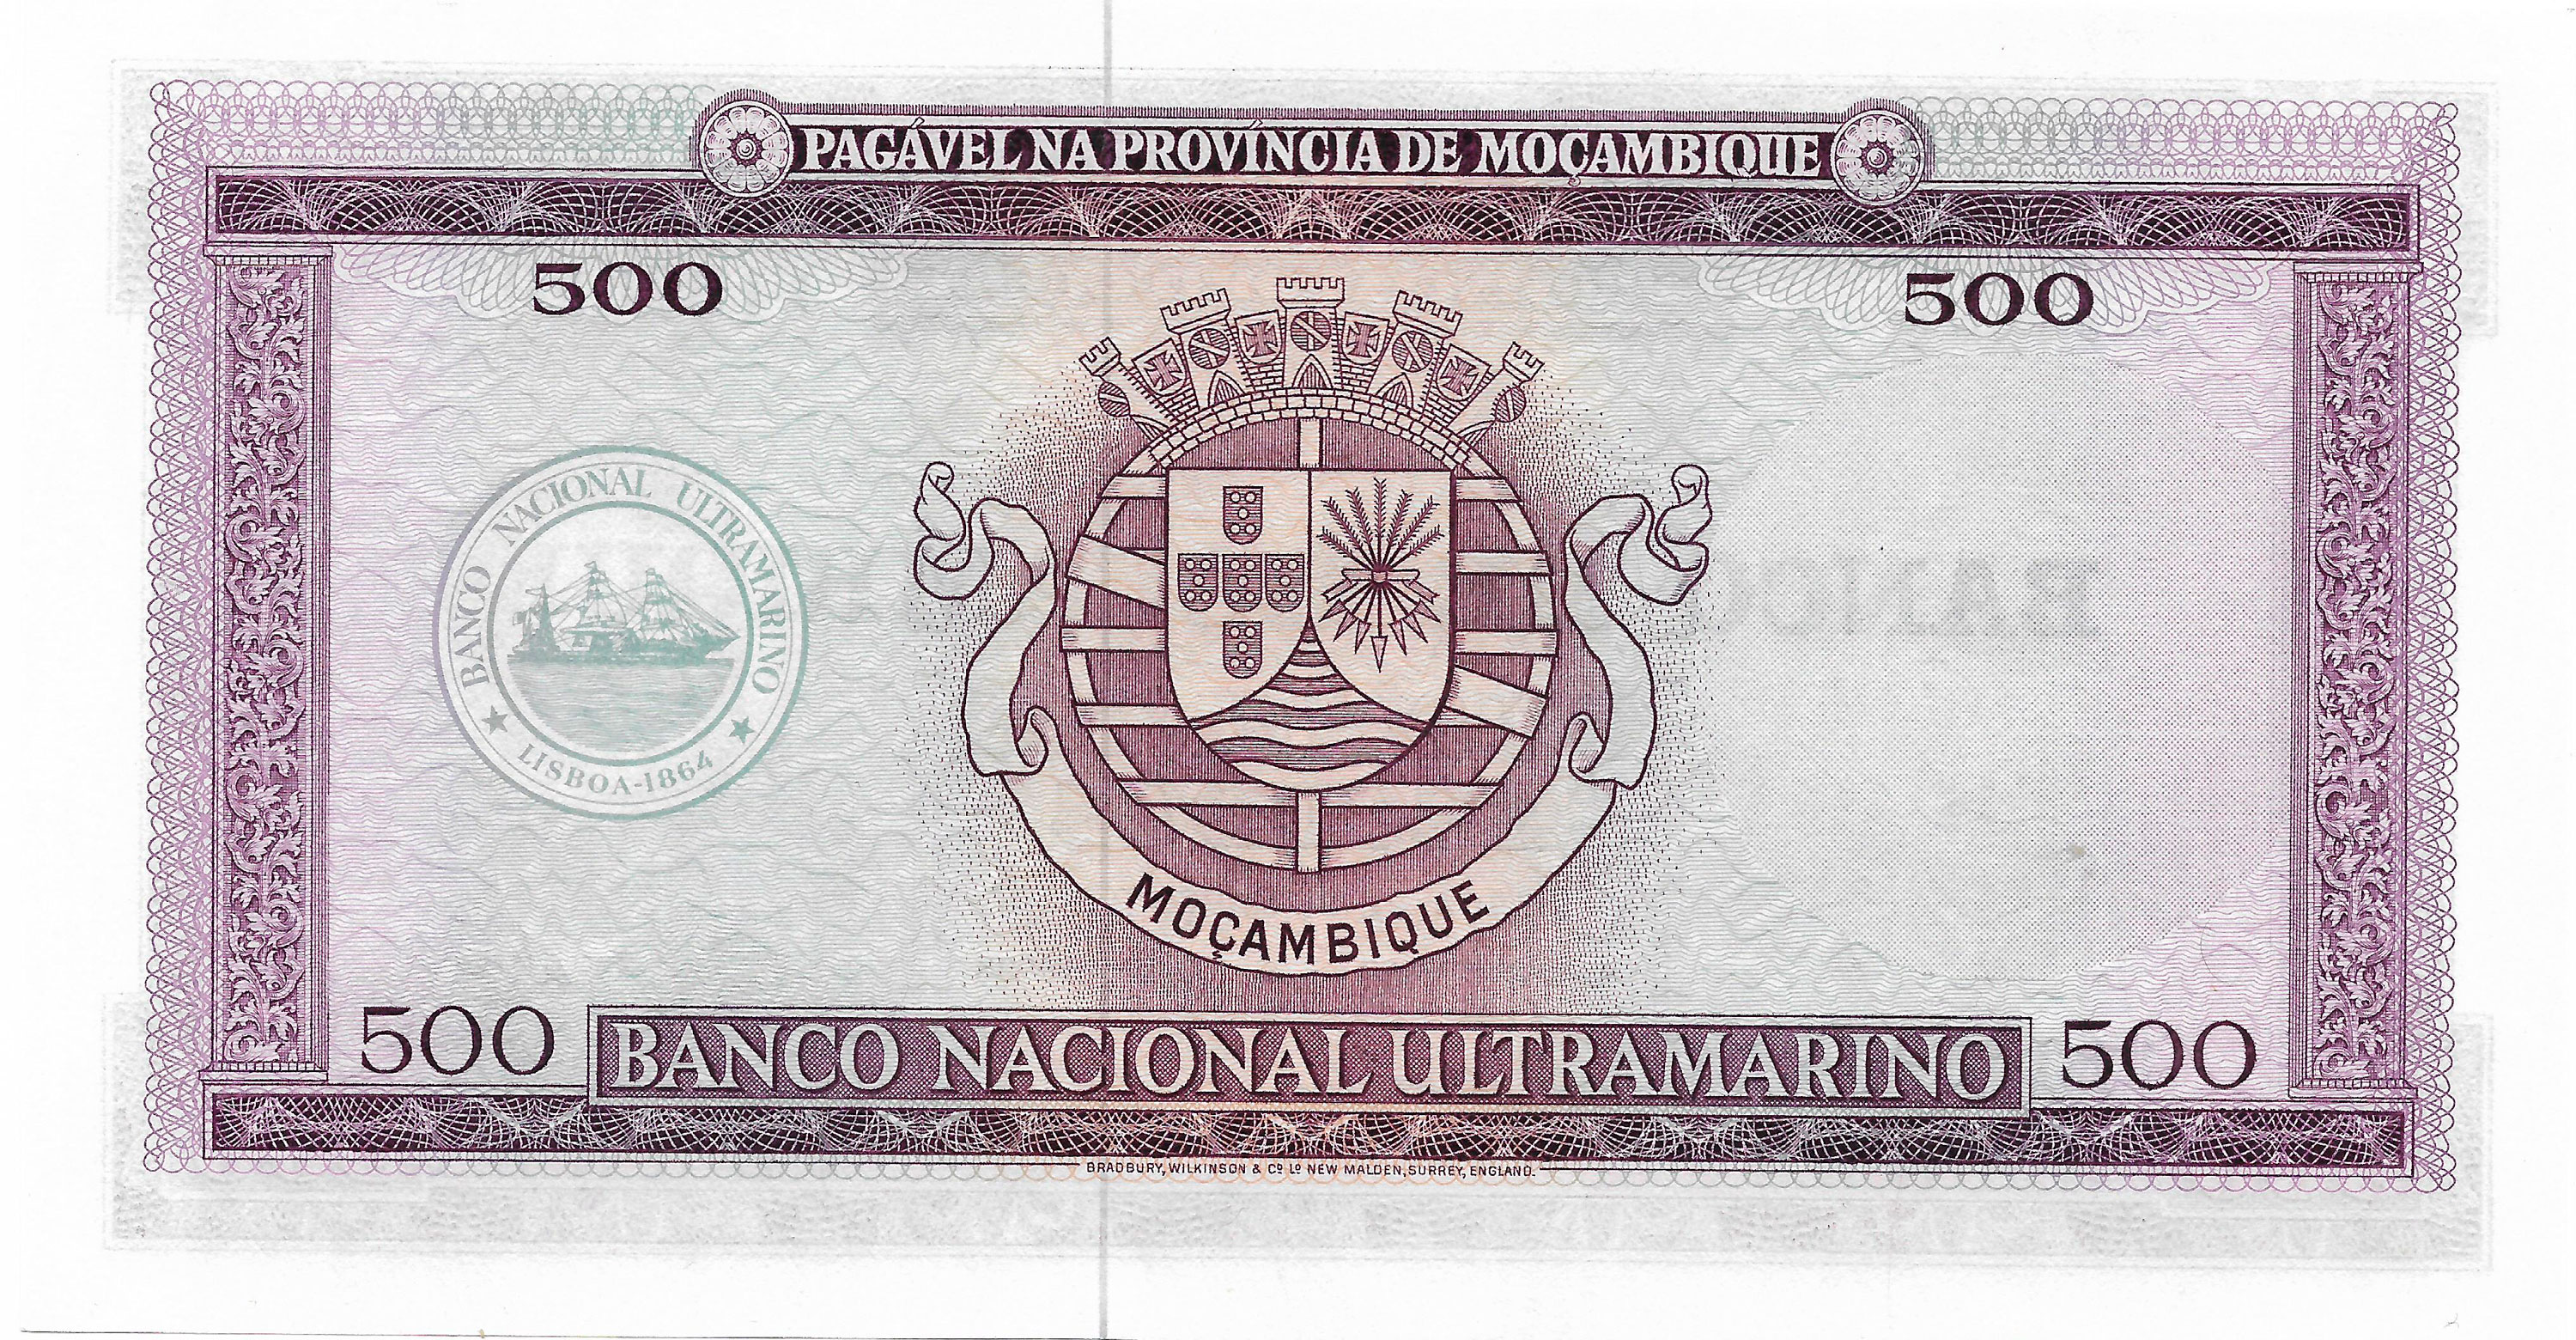 PAGÁVEL NA PROVÍNCIA DE MOÇAMBIQUE
500
500
BANCO NACIONAL ULTRAMARINO
LISBOA-1864
MOÇAMBIQUE
500
BANCO NACIONAL ULTRAMARINO
500
BRADBURY, WILKINSON & Cº Lº NEW MALDEN, SURREY, ENGLAND.